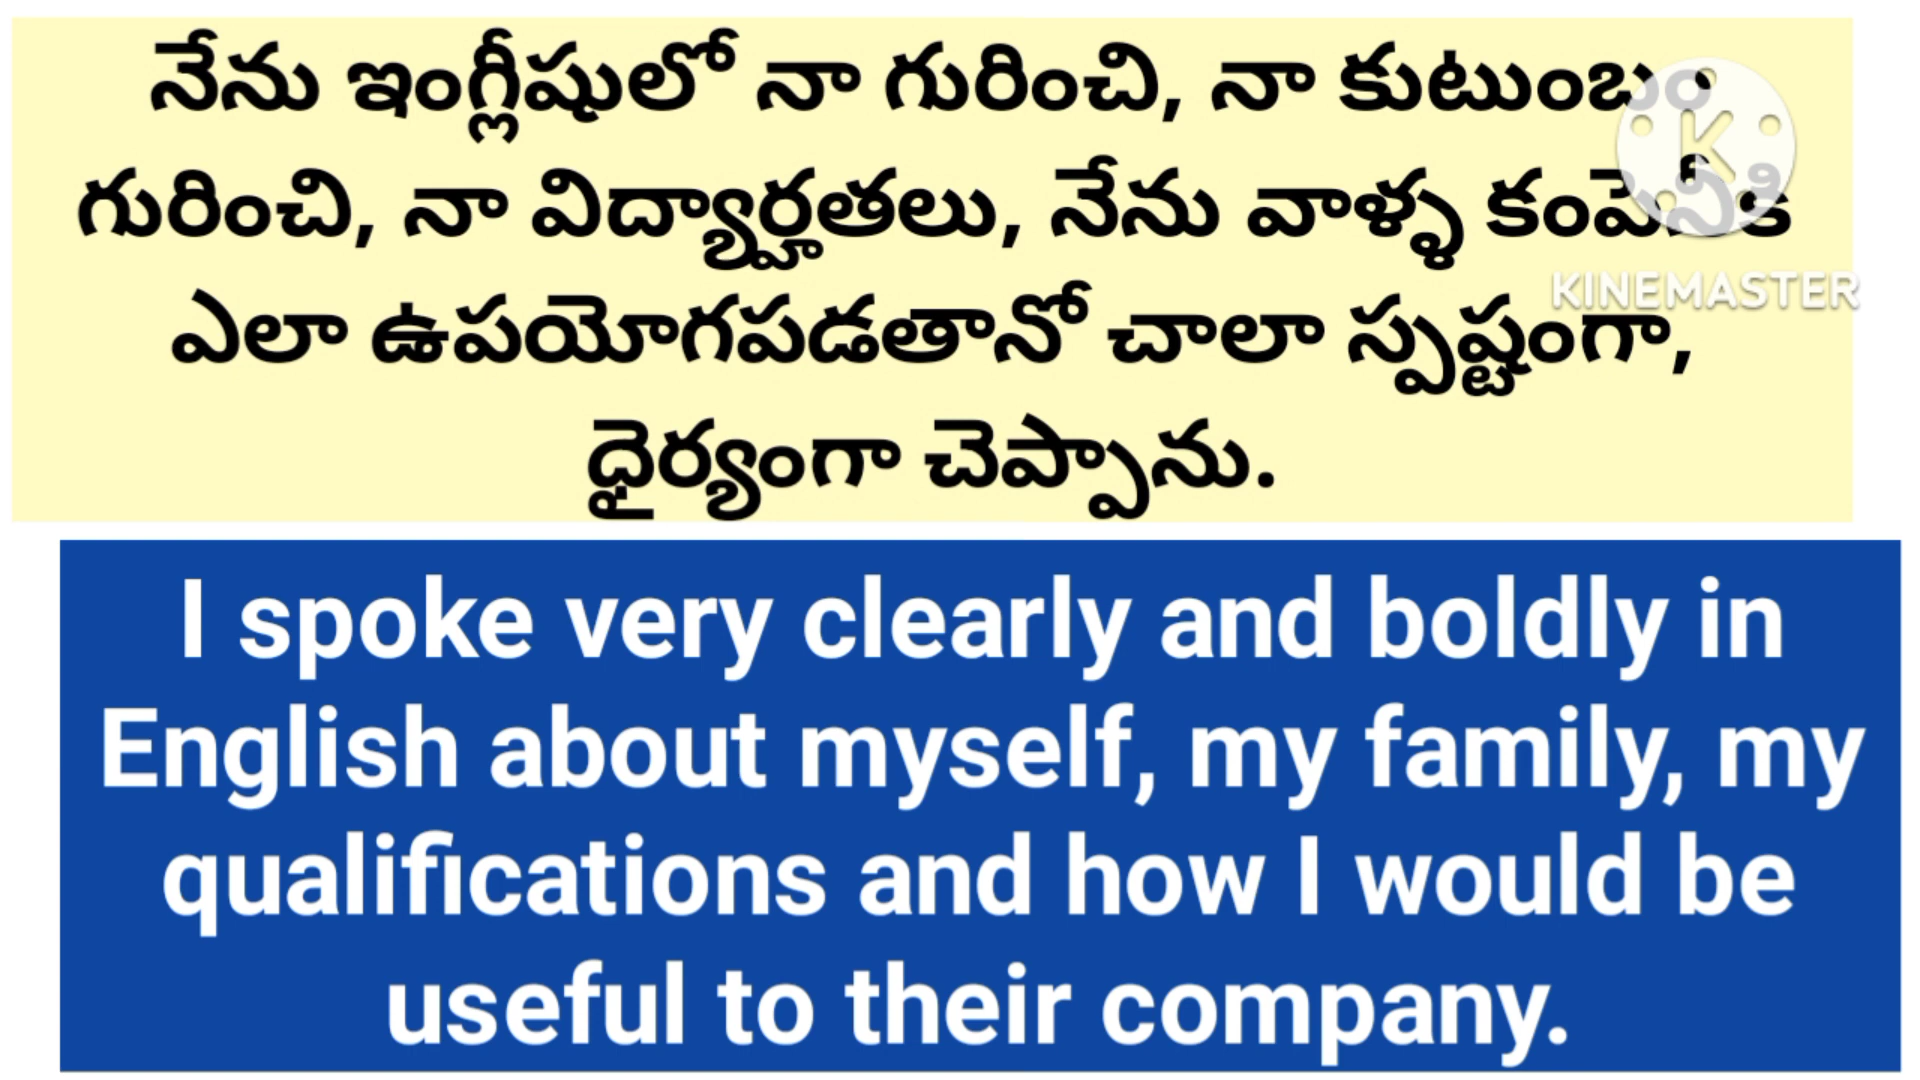 నేను ఇంగ్లీషులో నా గురించి, నా కుటుంబం
గురించి, నా విద్యార్హతలు, నేను వాళ్ళ కంపెనీకి
ఎలా ఉపయోగపడతానో చాలా స్పష్టంగా,
ధైర్యంగా చెప్పాను.
K
KINEMASTER
I spoke very clearly and boldly in
English about myself, my family, my
qualifications and how I would be
useful to their company.